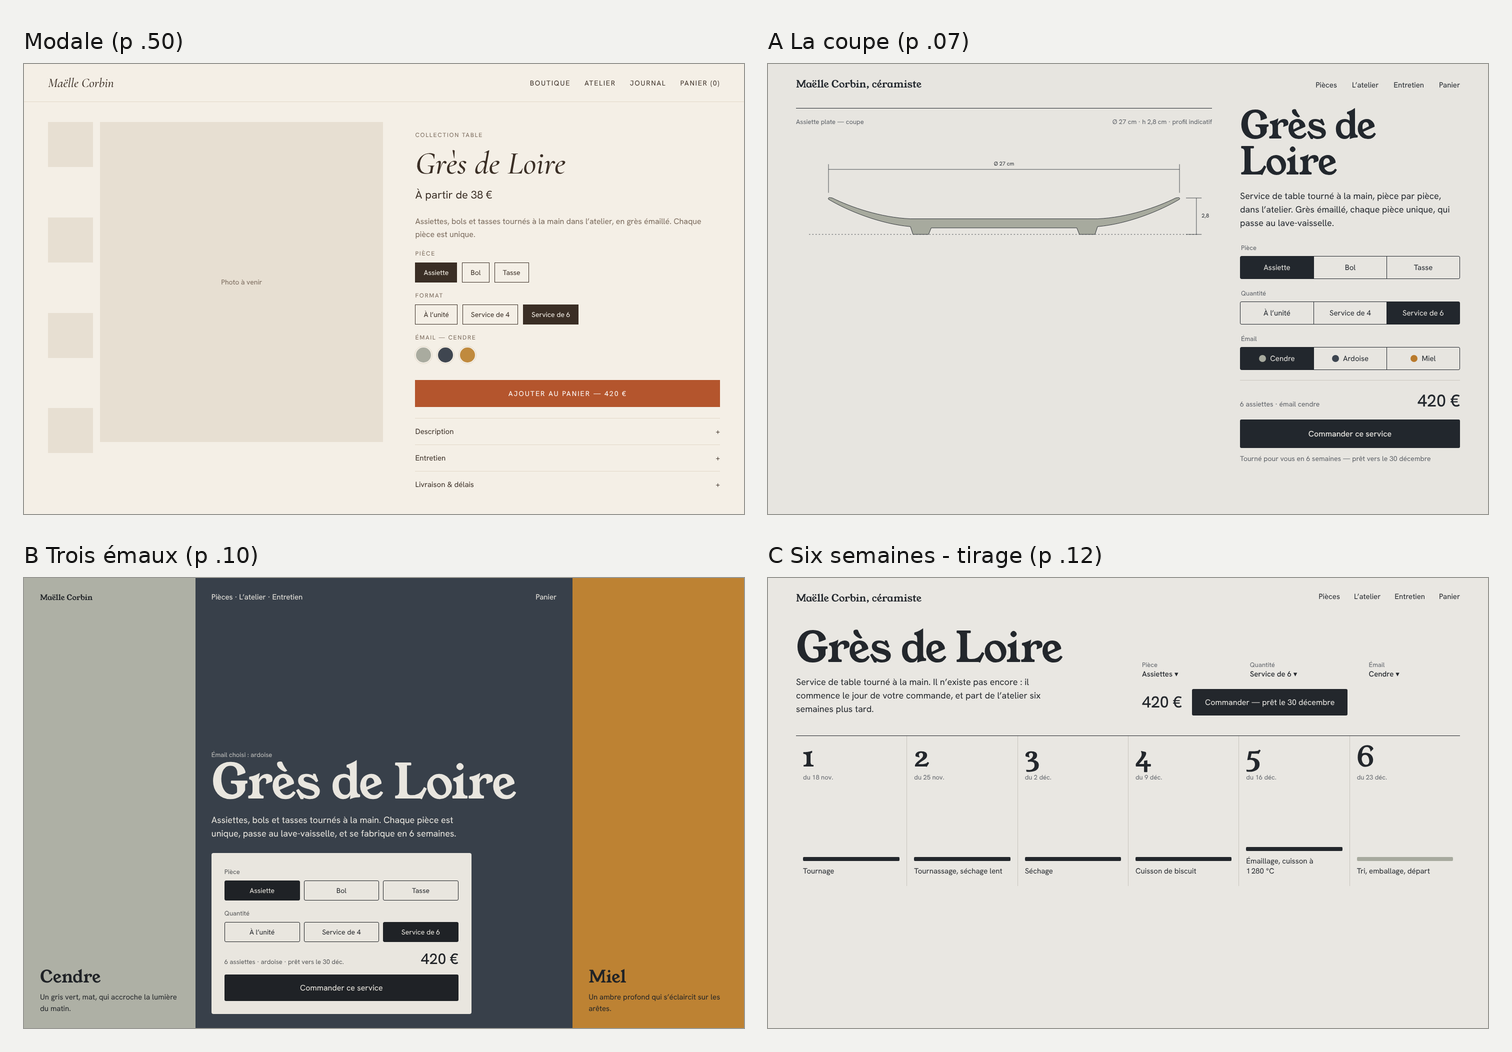 Modale (p .50)
Maëlle Corbin
BOUTIQUE ATELIER JOURNAL PANIER (0)
Photo à venir
COLLECTION TABLE
Grès de Loire
À partir de 38 €
Assiettes, bols et tasses tournés à la main dans l'atelier, en grès émaillé. Chaque
pièce est unique.
PIÈCE
Assiette Bol Tasse
FORMAT
À l'unité Service de 4 Service de 6
ÉMAIL — CENDRE
AJOUTER AU PANIER — 420 €
Description +
Entretien +
Livraison & délais +
A La coupe (p .07)
Maëlle Corbin, céramiste
Pièces L'atelier Entretien Panier
Assiette plate — coupe
Ø 27 cm · h 2,8 cm · profil indicatif
Ø 27 cm
2,8
Grès de
Loire
Service de table tourné à la main, pièce par pièce,
dans l'atelier. Grès émaillé, chaque pièce unique, qui
passe au lave-vaisselle.
Pièce
Assiette Bol Tasse
Quantité
À l'unité Service de 4 Service de 6
Émail
Cendre Ardoise Miel
6 assiettes · émail cendre 420 €
Commander ce service
Tourné pour vous en 6 semaines — prêt vers le 30 décembre
B Trois émaux (p .10)
Maëlle Corbin
Pièces · L'atelier · Entretien Panier
Émail choisi : ardoise
Grès de Loire
Assiettes, bols et tasses tournés à la main. Chaque pièce est
unique, passe au lave-vaisselle, et se fabrique en 6 semaines.
Pièce
Assiette Bol Tasse
Quantité
À l'unité Service de 4 Service de 6
6 assiettes · ardoise · prêt vers le 30 déc. 420 €
Commander ce service
Cendre
Un gris vert, mat, qui accroche la lumière
du matin.
Miel
Un ambre profond qui s'éclaircit sur les
arêtes.
C Six semaines - tirage (p .12)
Maëlle Corbin, céramiste
Pièces L'atelier Entretien Panier
Grès de Loire
Service de table tourné à la main. Il n'existe pas encore : il
commence le jour de votre commande, et part de l'atelier six
semaines plus tard.
Pièce Quantité Émail
Assiettes ▾ Service de 6 ▾ Cendre ▾
420 € Commander — prêt le 30 décembre
1 2 3 4 5 6
du 18 nov. du 25 nov. du 2 déc. du 9 déc. du 16 déc. du 23 déc.
Tournage
Tournassage, séchage lent
Séchage
Cuisson de biscuit
Émaillage, cuisson à
1 280 °C
Tri, emballage, départ